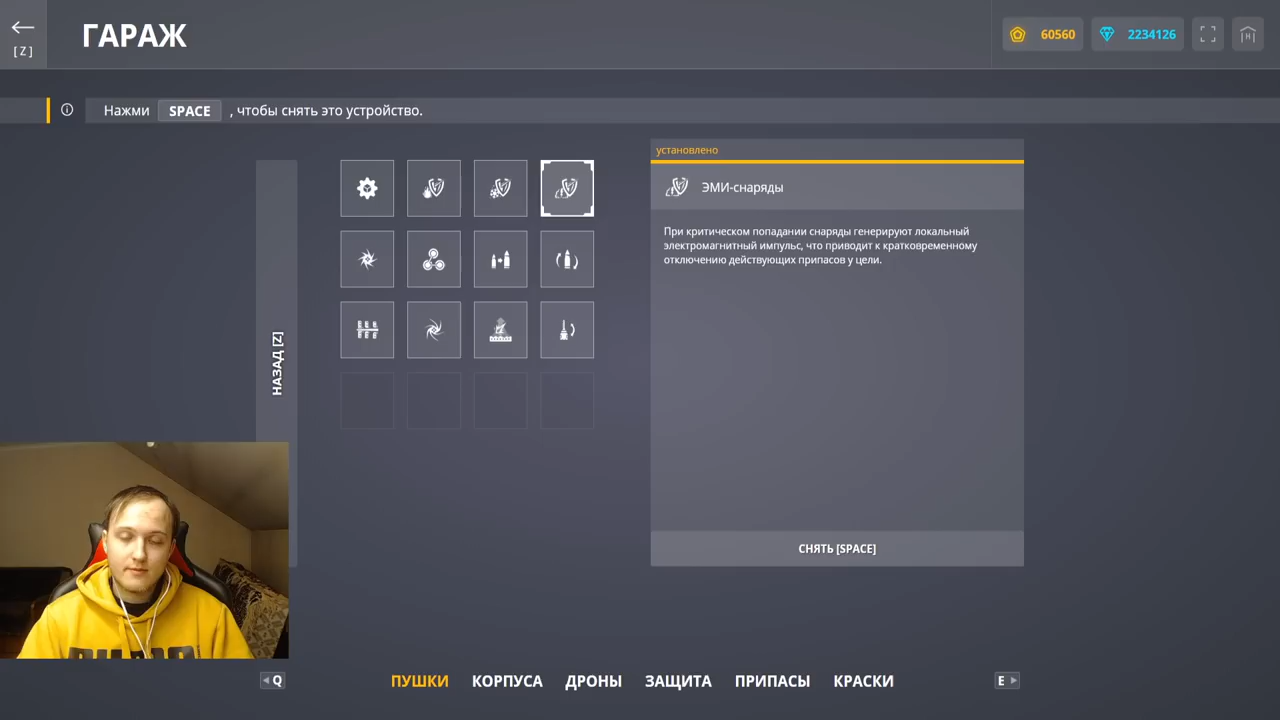 ГАРАЖ
[Z]
60560
2234126
Нажми SPACE , чтобы снять это устройство.
установлено
ЭМИ-снаряды
При критическом попадании снаряды генерируют локальный
электромагнитный импульс, что приводит к кратковременному
отключению действующих припасов у цели.
НАЗАД [Z]
СНЯТЬ [SPACE]
Q
ПУШКИ КОРПУСА ДРОНЫ ЗАЩИТА ПРИПАСЫ КРАСКИ
E